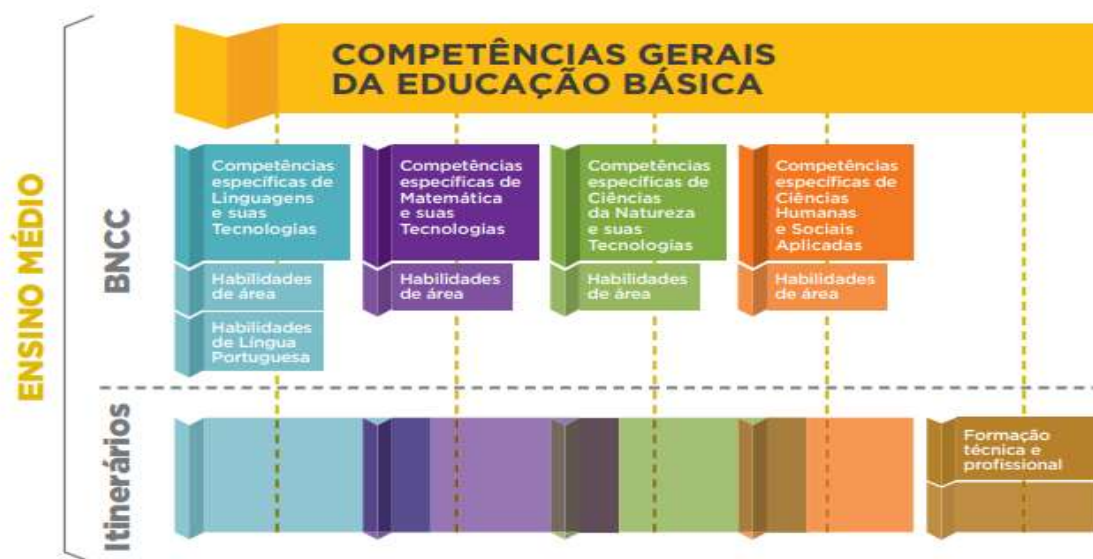 COMPETÊNCIAS GERAIS
DA EDUCAÇÃO BÁSICA
ENSINO MÉDIO
BNCC
Competências
específicas de
Linguagens
e suas
Tecnologias
Habilidades
de área
Habilidades
de Língua
Portuguesa
Competências
específicas de
Matemática
e suas
Tecnologias
Habilidades
de área
Competências
específicas de
Ciências
da Natureza
e suas
Tecnologias
Habilidades
de área
Competências
específicas de
Ciências
Humanas
e Sociais
Aplicadas
Habilidades
de área
Itinerários
Formação
técnica e
profissional